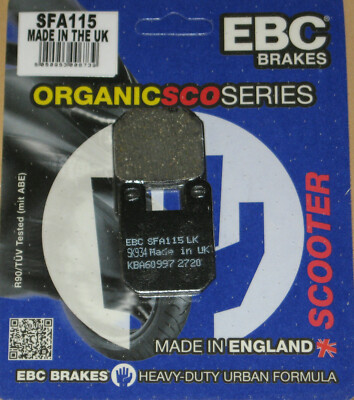 SFA115
MADE IN THE UK
EBC
BRAKES
ORGANICSCOSERIES
R90/TÜV Tested (mit ABE)
EBC SFA115 LK
Made in UK
KBA60997 2720
SCOOTER
MADE IN ENGLAND
EBC BRAKES
HEAVY-DUTY URBAN FORMULA